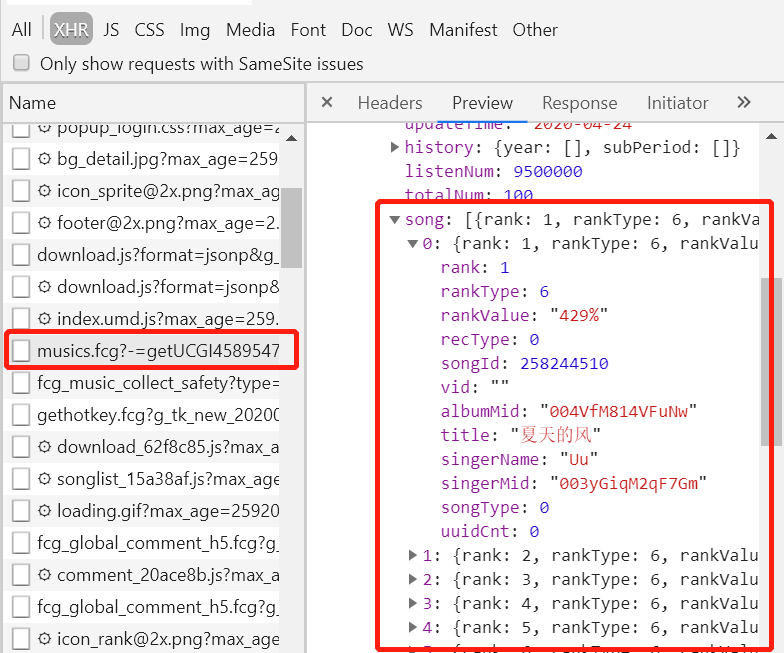 All XHR JS CSS Img Media Font Doc WS Manifest Other
Only show requests with SameSite issues
Name
popup_login.css?max_age=2
bg_detail.jpg?max_age=259
icon_sprite@2x.png?max_ag
footer@2x.png?max_age=2.
download.js?format=jsonp&g_
download.js?format=jsonp&
index.umd.js?max_age=259.
musics.fcg?-=getUCGI4589547
fcg_music_collect_safety?type=
gethotkey.fcg?g_tk_new_20200
download_62f8c85.js?max_a
songlist_15a38af.js?max_age
loading.gif?max_age=25920
fcg_global_comment_h5.fcg?g_
comment_20ace8b.js?max_a
fcg_global_comment_h5.fcg?g_
icon_rank@2x.png?max_age
× Headers Preview Response Initiator »
updateTime: "2020-04-24"
history: {year: [], subPeriod: []}
listenNum: 9500000
totalNum: 100
song: [{rank: 1, rankType: 6, rankVa
0: {rank: 1, rankType: 6, rankValue
rank: 1
rankType: 6
rankValue: "429%"
recType: 0
songId: 258244510
vid: ""
albumMid: "004VfM814VFuNw"
title: "夏天的风"
singerName: "Uu"
singerMid: "003yGiqM2qF7Gm"
songType: 0
uuidCnt: 0
1: {rank: 2, rankType: 6, rankValu
2: {rank: 3, rankType: 6, rankValu
3: {rank: 4, rankType: 6, rankValu
4: {rank: 5, rankType: 6, rankValu